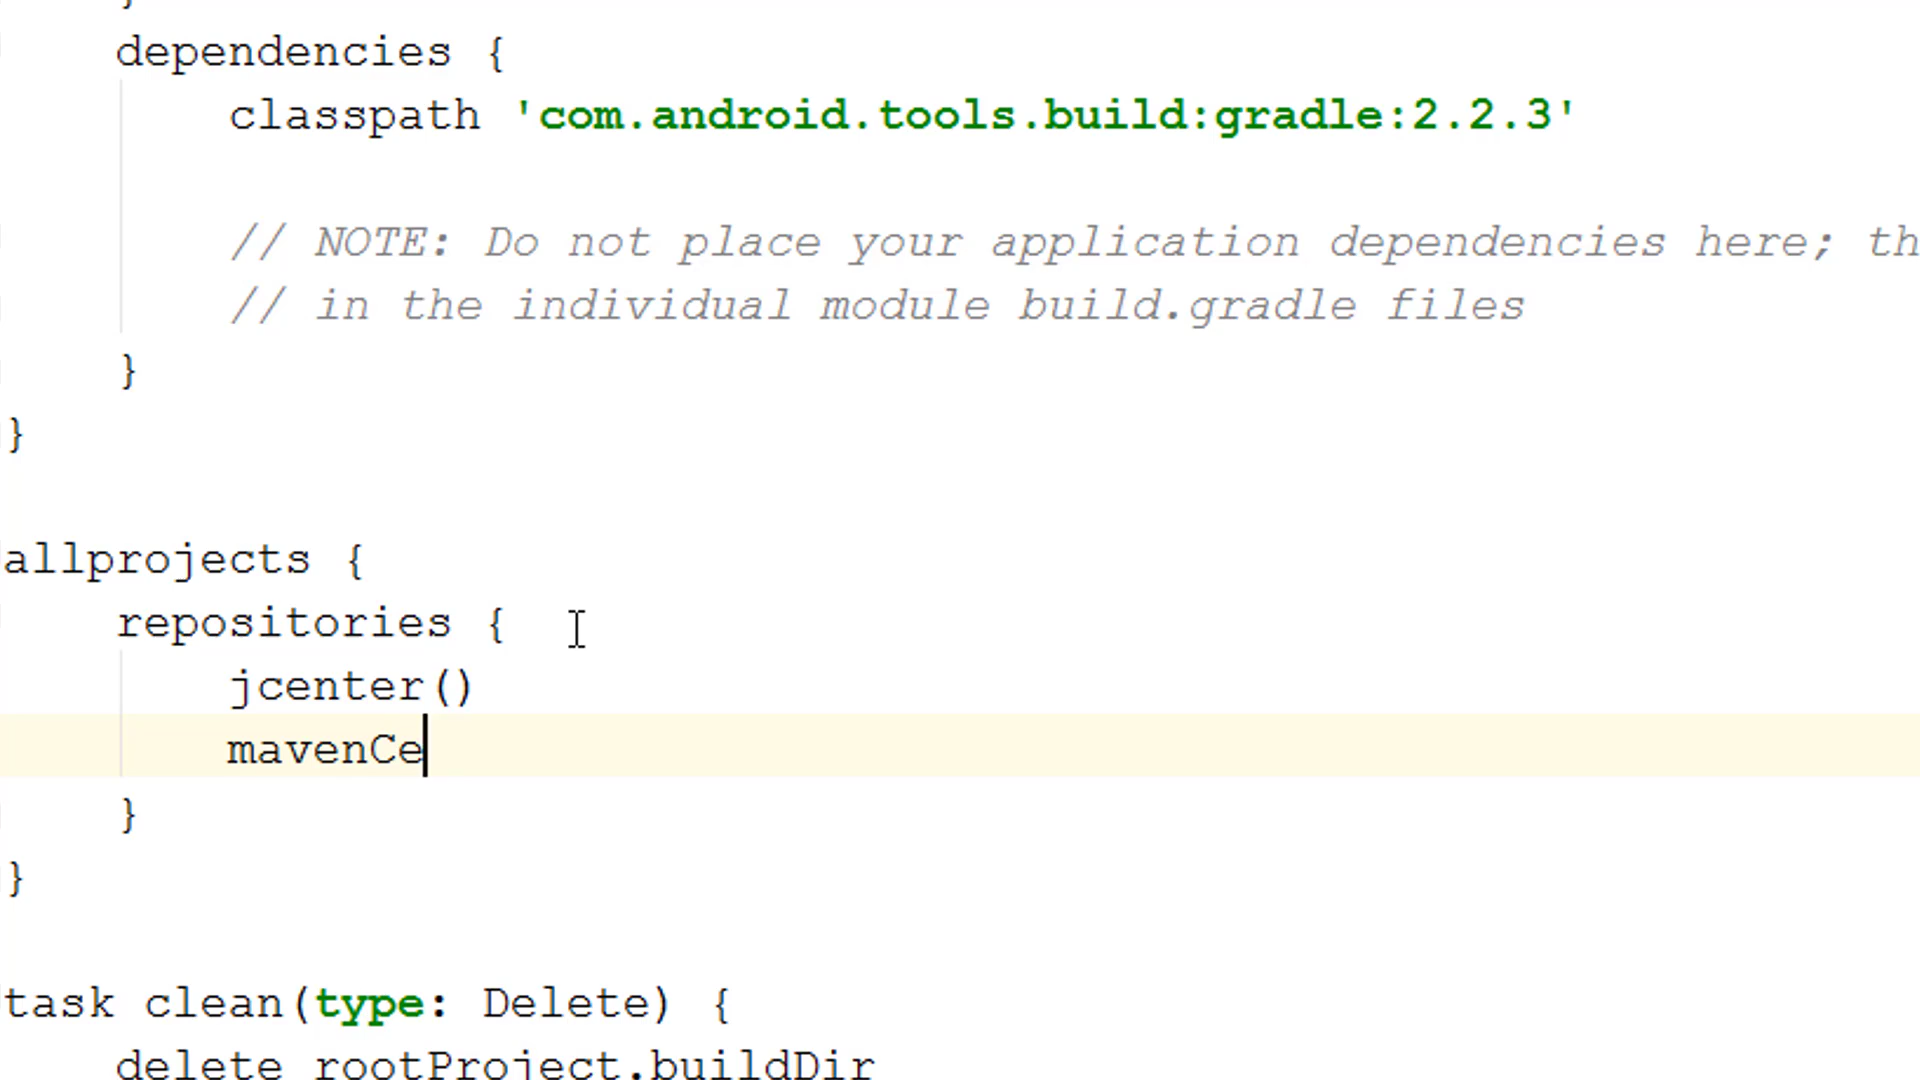 }
dependencies {
classpath 'com.android.tools.build:gradle:2.2.3'
// NOTE: Do not place your application dependencies here; th
// in the individual module build.gradle files
}
}
allprojects {
repositories {
jcenter()
mavenCe
}
}
task clean(type: Delete) {
delete rootProject.buildDir